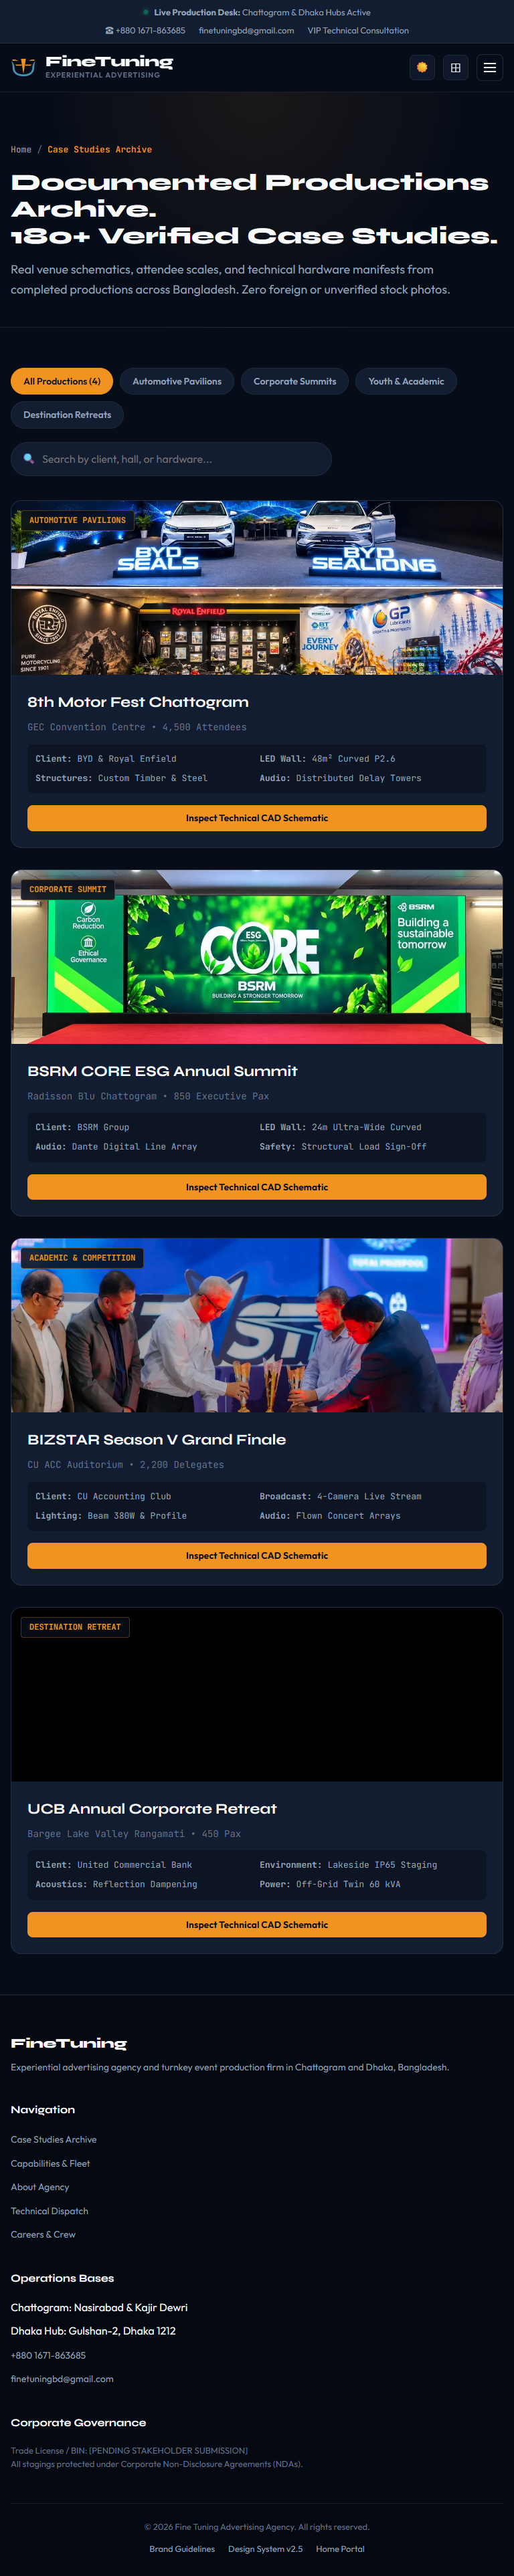 Live Production Desk: Chattogram & Dhaka Hubs Active
☎ +880 1671-863685 finetuningbd@gmail.com VIP Technical Consultation
FineTuning
EXPERIENTIAL ADVERTISING
Home / Case Studies Archive
Documented Productions
Archive.
180+ Verified Case Studies.
Real venue schematics, attendee scales, and technical hardware manifests from
completed productions across Bangladesh. Zero foreign or unverified stock photos.
All Productions (4) Automotive Pavilions Corporate Summits Youth & Academic
Destination Retreats
Search by client, hall, or hardware...
AUTOMOTIVE PAVILIONS
BYD SEALS
BYD SEALION6
ROYAL ENFIELD
PURE
MOTORCYCLING
SINCE 1901
EVERY
JOURNEY
GP
Lubricants
8th Motor Fest Chattogram
GEC Convention Centre • 4,500 Attendees
Client: BYD & Royal Enfield LED Wall: 48m² Curved P2.6
Structures: Custom Timber & Steel Audio: Distributed Delay Towers
Inspect Technical CAD Schematic
CORPORATE SUMMIT
Carbon
Reduction
Ethical
Governance
CORE
ESG
BSRM
BUILDING A STRONGER TOMORROW
BSRM
Building a
sustainable
tomorrow
BSRM CORE ESG Annual Summit
Radisson Blu Chattogram • 850 Executive Pax
Client: BSRM Group LED Wall: 24m Ultra-Wide Curved
Audio: Dante Digital Line Array Safety: Structural Load Sign-Off
Inspect Technical CAD Schematic
ACADEMIC & COMPETITION
TOTAL PRIZEPOOL
BIZSTAR Season V Grand Finale
CU ACC Auditorium • 2,200 Delegates
Client: CU Accounting Club Broadcast: 4-Camera Live Stream
Lighting: Beam 380W & Profile Audio: Flown Concert Arrays
Inspect Technical CAD Schematic
DESTINATION RETREAT
UCB Annual Corporate Retreat
Bargee Lake Valley Rangamati • 450 Pax
Client: United Commercial Bank Environment: Lakeside IP65 Staging
Acoustics: Reflection Dampening Power: Off-Grid Twin 60 kVA
Inspect Technical CAD Schematic
FineTuning
Experiential advertising agency and turnkey event production firm in Chattogram and Dhaka, Bangladesh.
Navigation
Case Studies Archive
Capabilities & Fleet
About Agency
Technical Dispatch
Careers & Crew
Operations Bases
Chattogram: Nasirabad & Kajir Dewri
Dhaka Hub: Gulshan-2, Dhaka 1212
+880 1671-863685
finetuningbd@gmail.com
Corporate Governance
Trade License / BIN: [PENDING STAKEHOLDER SUBMISSION]
All stagings protected under Corporate Non-Disclosure Agreements (NDAs).
© 2026 Fine Tuning Advertising Agency. All rights reserved.
Brand Guidelines Design System v2.5 Home Portal